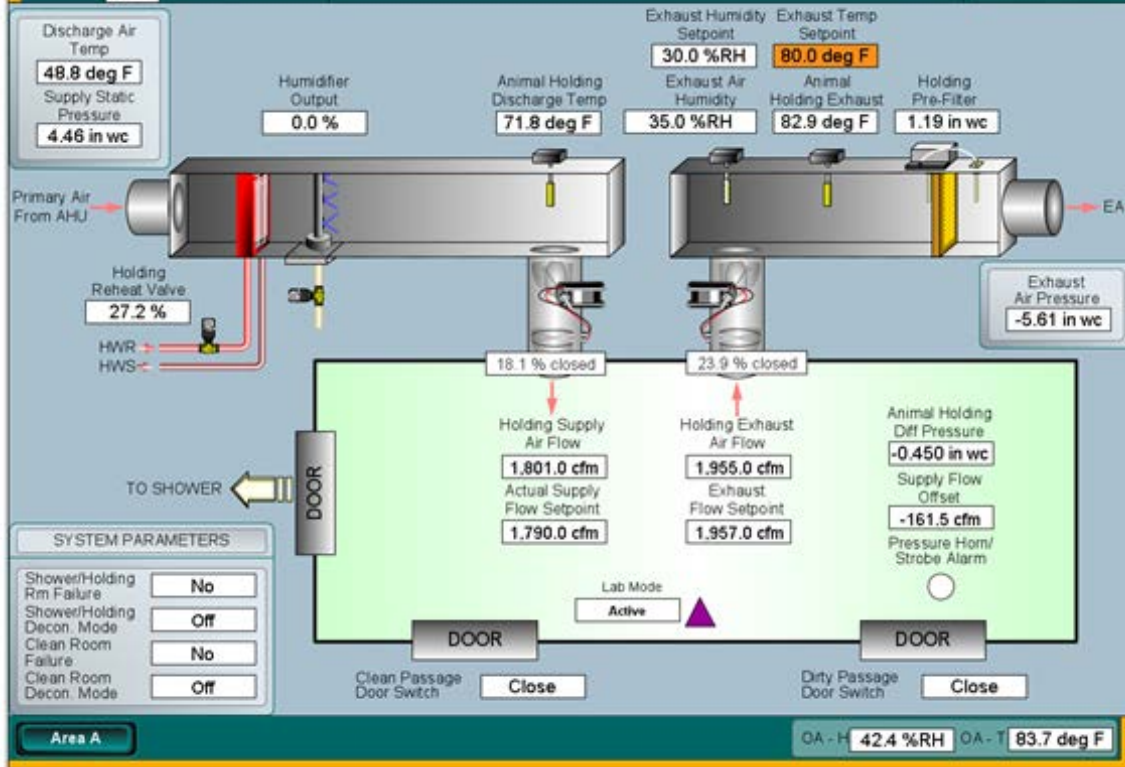 Discharge Air
Temp
48.8 deg F
Supply Static
Pressure
4.46 in wc
Humidifier
Output
0.0 %
Animal Holding
Discharge Temp
71.8 deg F
Exhaust Humidity
Setpoint
30.0 %RH
Exhaust Air
Humidity
35.0 %RH
Exhaust Temp
Setpoint
80.0 deg F
Animal
Holding Exhaust
82.9 deg F
Holding
Pre-Filter
1.19 in wc
Primary Air
From AHU
EA
Holding
Reheat Valve
27.2 %
HWR
HWS
Exhaust
Air Pressure
-5.61 in wc
18.1 % closed
23.9 % closed
Holding Supply
Air Flow
1,801.0 cfm
Actual Supply
Flow Setpoint
1,790.0 cfm
Holding Exhaust
Air Flow
1,955.0 cfm
Exhaust
Flow Setpoint
1,957.0 cfm
Animal Holding
Diff Pressure
-0.450 in wc
Supply Flow
Offset
-161.5 cfm
Pressure Horn/
Strobe Alarm
TO SHOWER
DOOR
Lab Mode
Active
DOOR
DOOR
SYSTEM PARAMETERS
Shower/Holding
Rm Failure
No
Shower/Holding
Decon. Mode
Off
Clean Room
Failure
No
Clean Room
Decon. Mode
Off
Clean Passage
Door Switch
Close
Dirty Passage
Door Switch
Close
Area A
OA - H 42.4 %RH OA - T 83.7 deg F